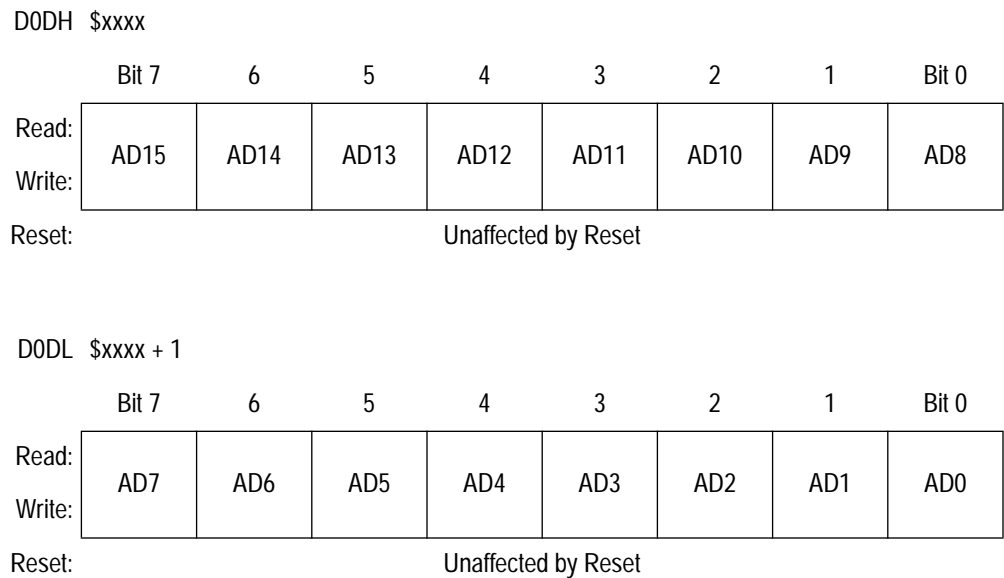 D0DH $xxxx
Bit 7 6 5 4 3 2 1 Bit 0
Read:
AD15 AD14 AD13 AD12 AD11 AD10 AD9 AD8
Write:
Reset: Unaffected by Reset
D0DL $xxxx + 1
Bit 7 6 5 4 3 2 1 Bit 0
Read:
AD7 AD6 AD5 AD4 AD3 AD2 AD1 AD0
Write:
Reset: Unaffected by Reset